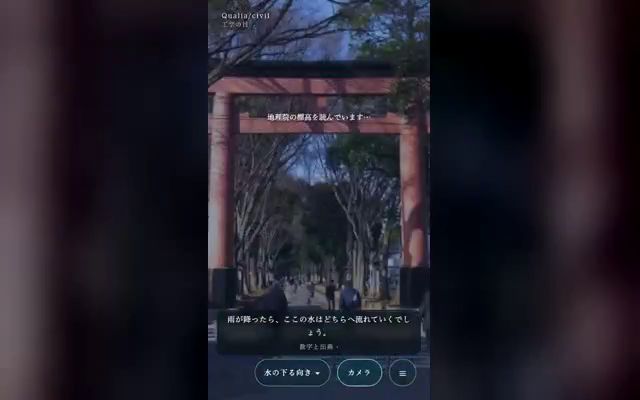 Qualia/civil
工学の目
地理院の標高を読んでいます…
雨が降ったら、ここの水はどちらへ流れていくでし
ょう。
数字と出典
水の下る向き
カメラ